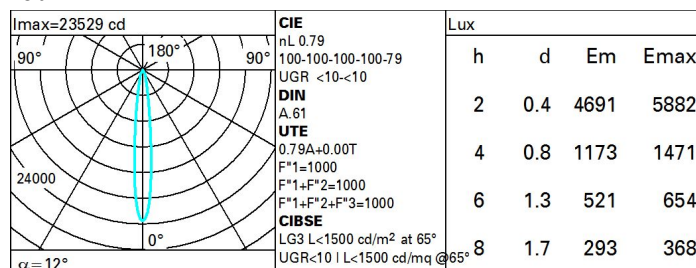 Imax=23529 cd
90° 180° 90°
24000
0°
α=12°
CIE
nL 0.79
100-100-100-100-79
UGR <10-<10
DIN
A.61
UTE
0.79A+0.00T
F"1=1000
F"1+F"2=1000
F"1+F"2+F"3=1000
CIBSE
LG3 L<1500 cd/m² at 65°
UGR<10 | L<1500 cd/mq @65°
Lux
h d Em Emax
2 0.4 4691 5882
4 0.8 1173 1471
6 1.3 521 654
8 1.7 293 368